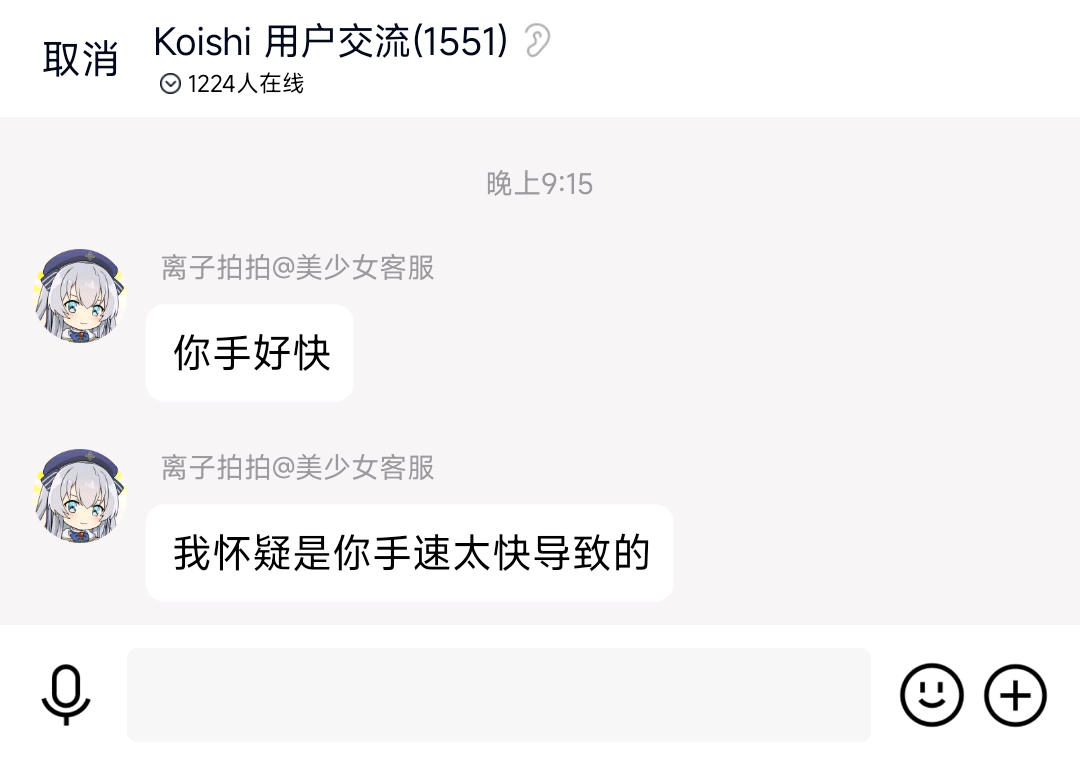 取消
Koishi 用户交流(1551)
1224人在线
晚上9:15
离子拍拍@美少女客服
你手好快
离子拍拍@美少女客服
我怀疑是你手速太快导致的